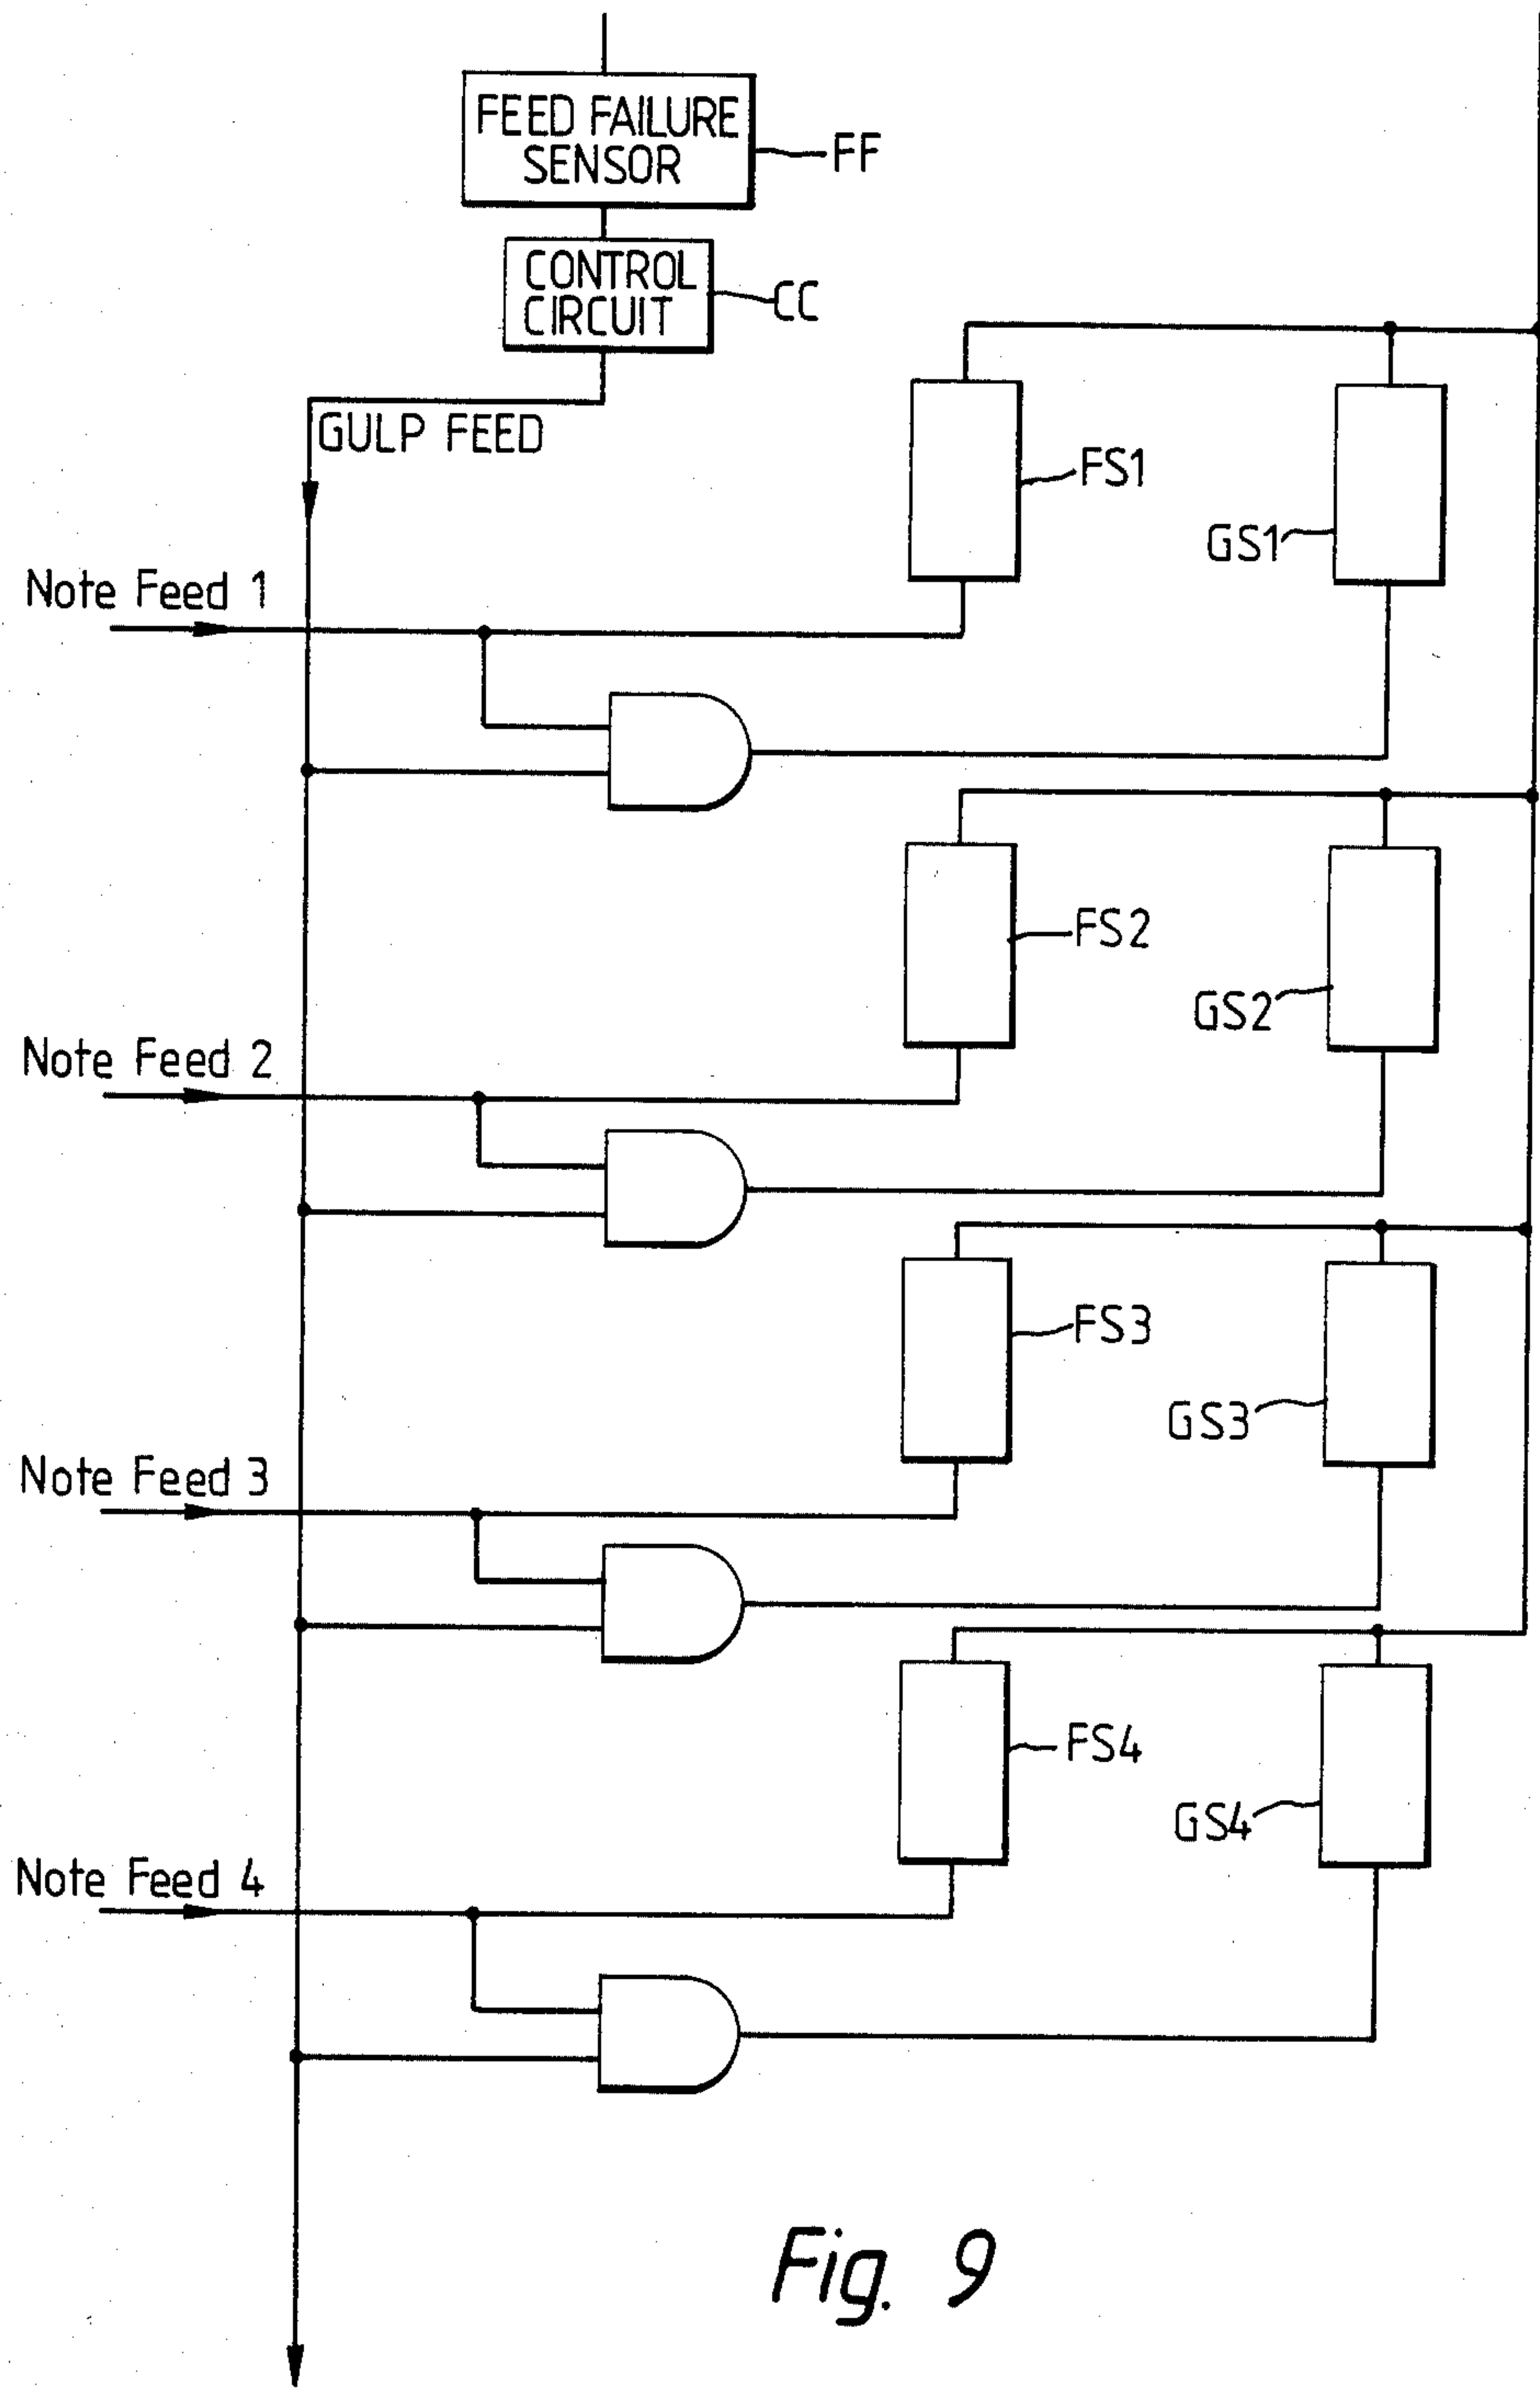 FEED FAILURE
SENSOR
FF
CONTROL
CIRCUIT
CC
GULP FEED
FS1
GS1
Note Feed 1
FS2
GS2
Note Feed 2
FS3
GS3
Note Feed 3
FS4
GS4
Note Feed 4
Fig. 9